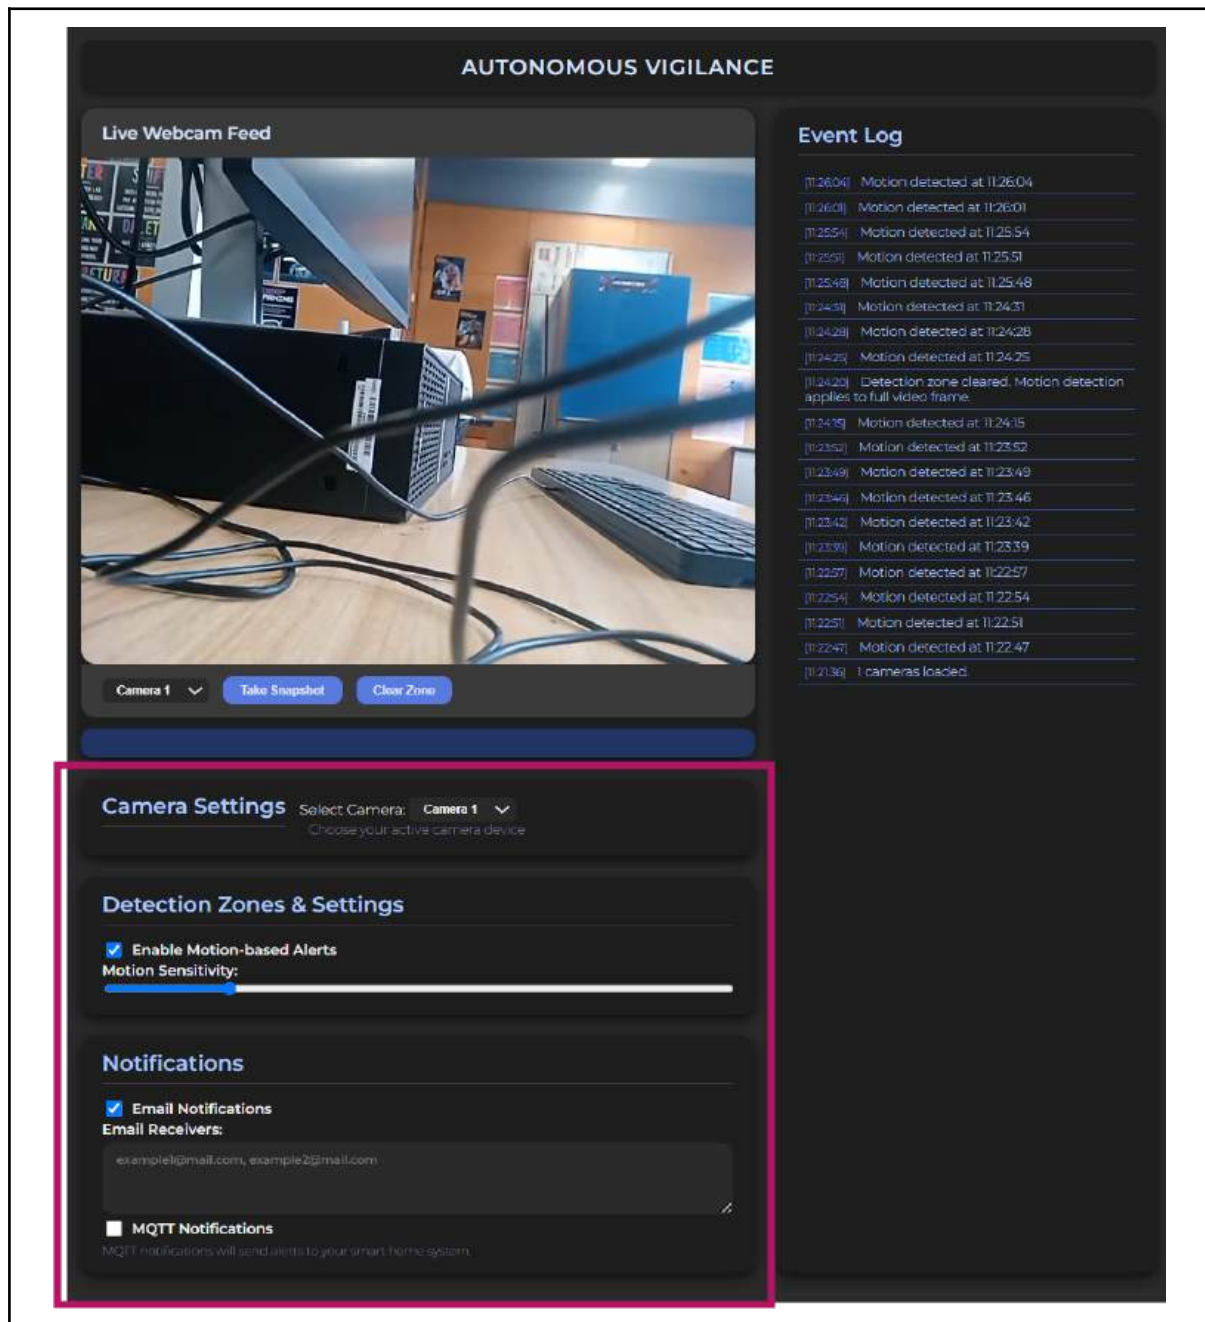 AUTONOMOUS VIGILANCE
Live Webcam Feed
Camera 1
Take Snapshot
Clear Zone
Camera Settings
Select Camera: Camera 1
Choose your active camera device
Detection Zones & Settings
Enable Motion-based Alerts
Motion Sensitivity:
Notifications
Email Notifications
Email Receivers:
example1@mail.com, example2@mail.com
MQTT Notifications
MQTT notifications will send alerts to your smart home system.
Event Log
[11:26:04] Motion detected at 11:26:04
[11:26:01] Motion detected at 11:26:01
[11:25:54] Motion detected at 11:25:54
[11:25:51] Motion detected at 11:25:51
[11:25:48] Motion detected at 11:25:48
[11:24:31] Motion detected at 11:24:31
[11:24:28] Motion detected at 11:24:28
[11:24:25] Motion detected at 11:24:25
[11:24:20] Detection zone cleared. Motion detection
applies to full video frame.
[11:24:15] Motion detected at 11:24:15
[11:23:52] Motion detected at 11:23:52
[11:23:49] Motion detected at 11:23:49
[11:23:46] Motion detected at 11:23:46
[11:23:42] Motion detected at 11:23:42
[11:23:39] Motion detected at 11:23:39
[11:22:57] Motion detected at 11:22:57
[11:22:54] Motion detected at 11:22:54
[11:22:51] Motion detected at 11:22:51
[11:22:47] Motion detected at 11:22:47
[11:21:36] 1 cameras loaded.